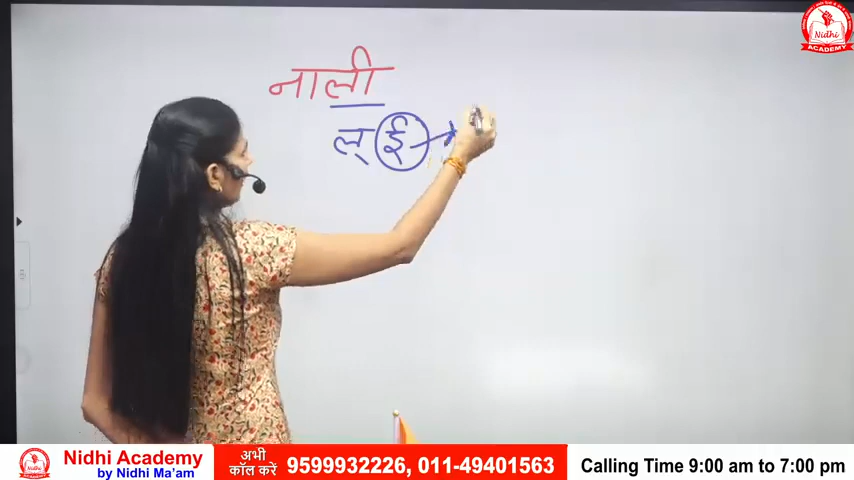 नाली
ल् ई
Nidhi
ACADEMY
Nidhi Academy
by Nidhi Ma'am
अभी
कॉल करें
9599932226, 011-49401563
Calling Time 9:00 am to 7:00 pm